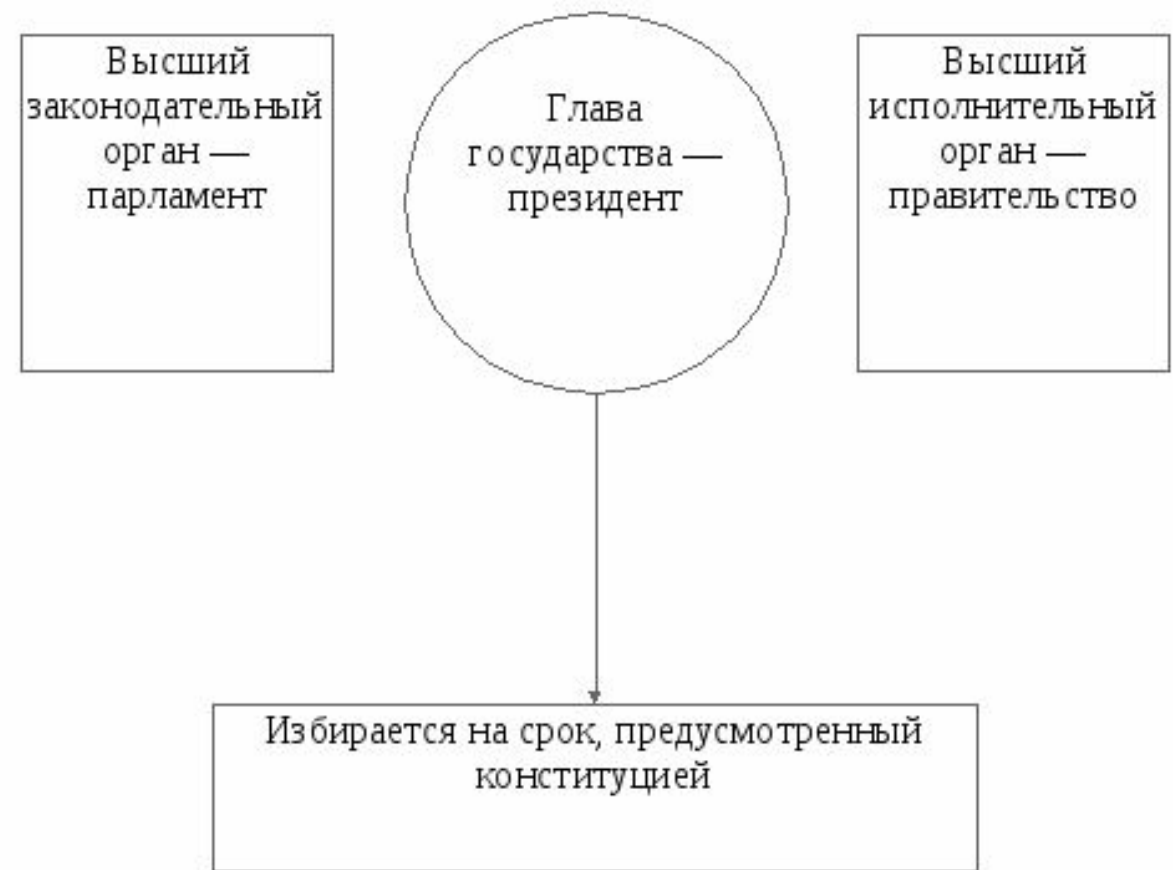 Высший
законодательный
орган —
парламент
Глава
государства —
президент
Высший
исполнительный
орган —
правительство
Избирается на срок, предусмотренный
конституцией